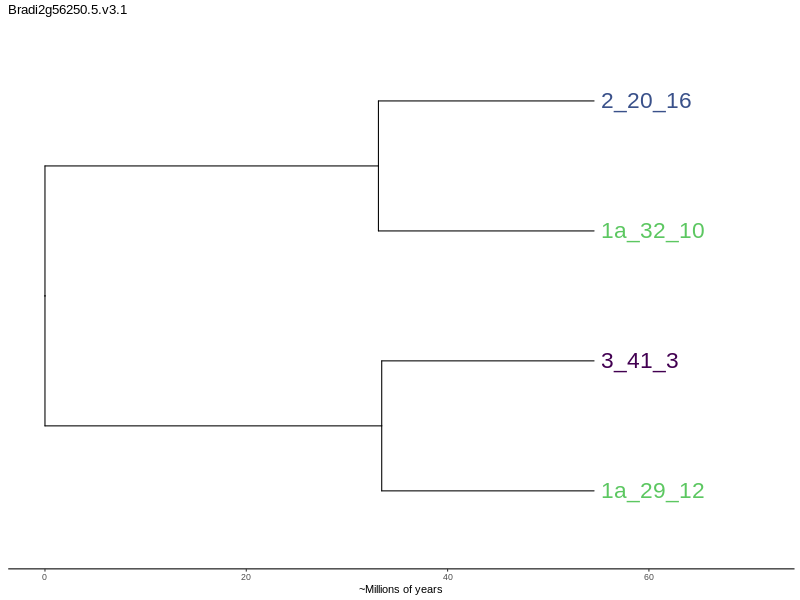 Bradi2g56250.5.v3.1
2_20_16
1a_32_10
3_41_3
1a_29_12
0 20 40 60
~Millions of years